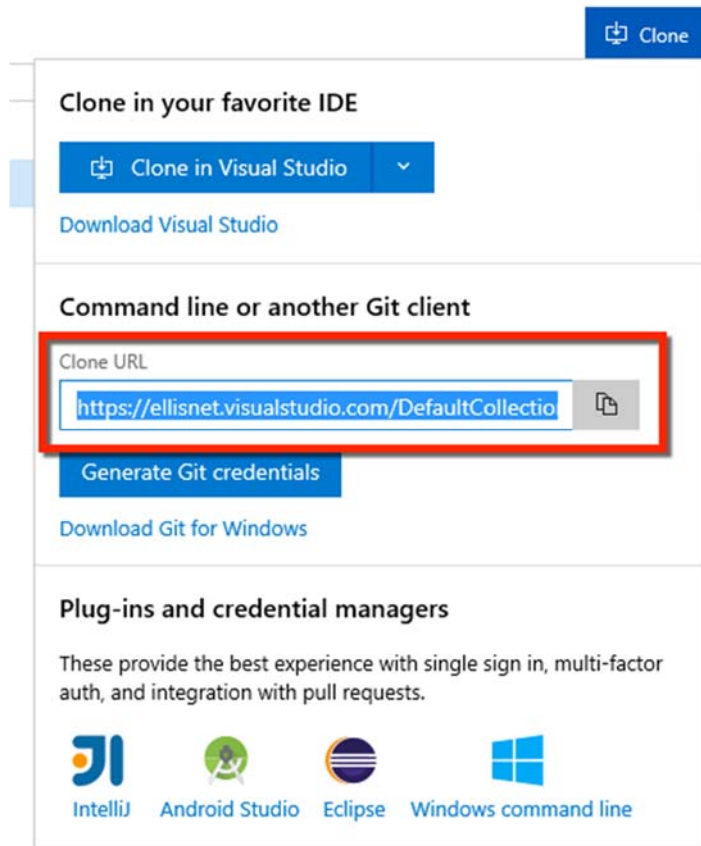 Clone
Clone in your favorite IDE
Clone in Visual Studio
Download Visual Studio
Command line or another Git client
Clone URL
https://ellisnet.visualstudio.com/DefaultCollectio
Generate Git credentials
Download Git for Windows
Plug-ins and credential managers
These provide the best experience with single sign in, multi-factor
auth, and integration with pull requests.
IntelliJ Android Studio Eclipse Windows command line